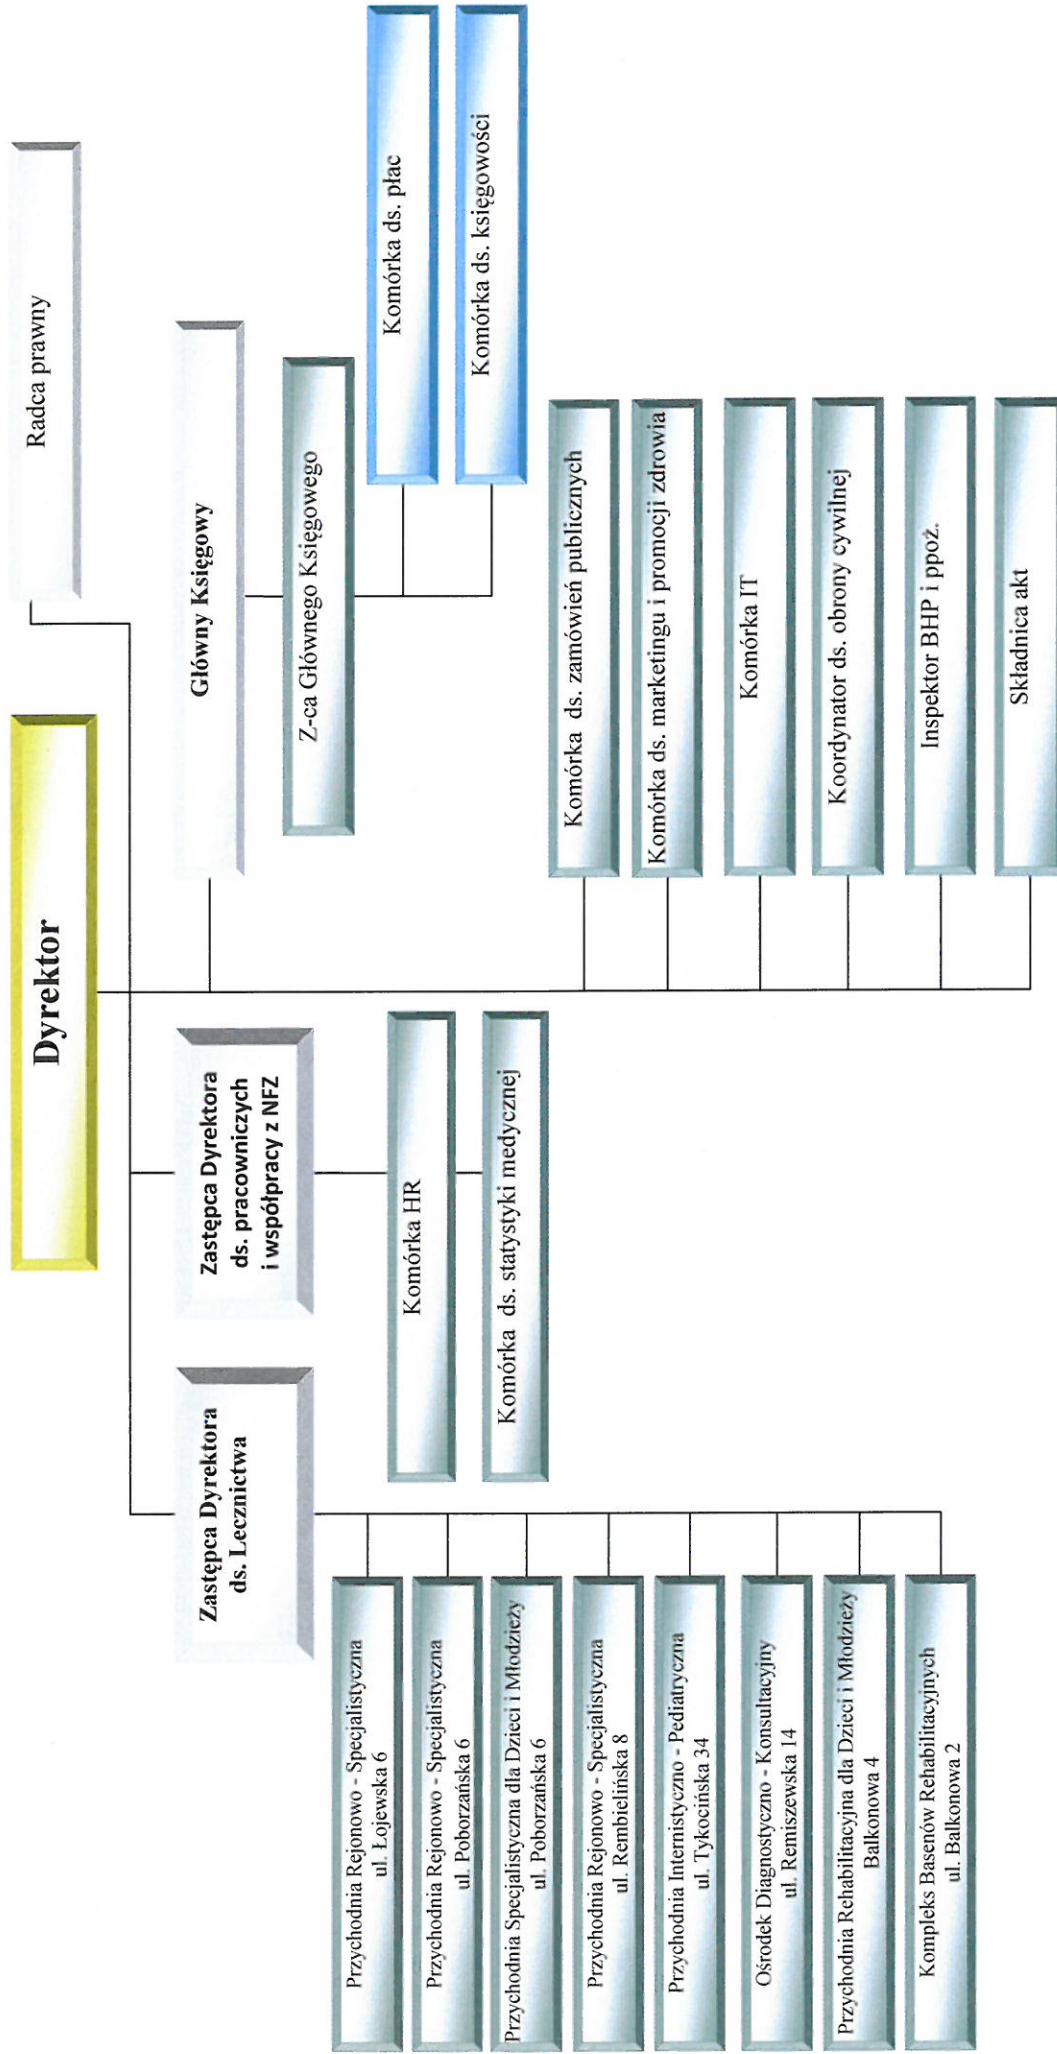 Dyrektor
Radca prawny
Zastępca Dyrektora
ds. Lecznictwa
Przychodnia Rejonowo - Specjalistyczna
ul. Łojewska 6
Przychodnia Rejonowo - Specjalistyczna
ul. Poborzańska 6
Przychodnia Specjalistyczna dla Dzieci i Młodzieży
ul. Poborzańska 6
Przychodnia Rejonowo - Specjalistyczna
ul. Rembielińska 8
Przychodnia Internistyczno - Pediatryczna
ul. Tykocińska 34
Ośrodek Diagnostyczno - Konsultacyjny
ul. Remiszewska 14
Przychodnia Rehabilitacyjna dla Dzieci i Młodzieży
Balkonowa 4
Kompleks Basenów Rehabilitacyjnych
ul. Balkonowa 2
Zastępca Dyrektora
ds. pracowniczych
i współpracy z NFZ
Komórka HR
Komórka ds. statystyki medycznej
Główny Księgowy
Z-ca Głównego Księgowego
Komórka ds. płac
Komórka ds. księgowości
Komórka ds. zamówień publicznych
Komórka ds. marketingu i promocji zdrowia
Komórka IT
Koordynator ds. obrony cywilnej
Inspektor BHP i ppoż.
Składnica akt